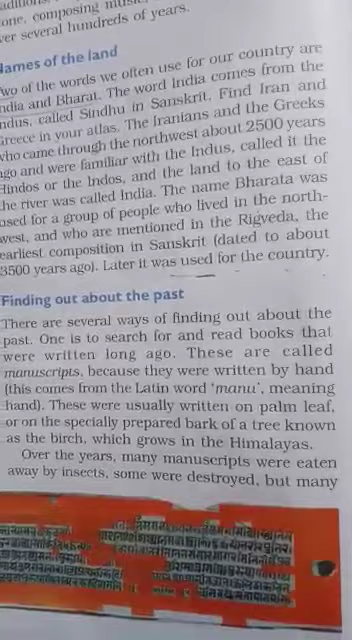 one, composing music,
ver several hundreds of years.
Names of the land
Two of the words we often use for our country are
India and Bharat. The word India comes from the
Indus, called Sindhu in Sanskrit. Find Iran and
Greece in your atlas. The Iranians and the Greeks
who came through the northwest about 2500 years
ago and were familiar with the Indus, called it the
Hindos or the Indos, and the land to the east of
the river was called India. The name Bharata was
used for a group of people who lived in the north-
west, and who are mentioned in the Rigveda, the
earliest composition in Sanskrit (dated to about
3500 years ago). Later it was used for the country.
Finding out about the past
There are several ways of finding out about the
past. One is to search for and read books that
were written long ago. These are called
manuscripts, because they were written by hand
(this comes from the Latin word ‘manu’, meaning
hand). These were usually written on palm leaf,
or on the specially prepared bark of a tree known
as the birch, which grows in the Himalayas.
Over the years, many manuscripts were eaten
away by insects, some were destroyed, but many